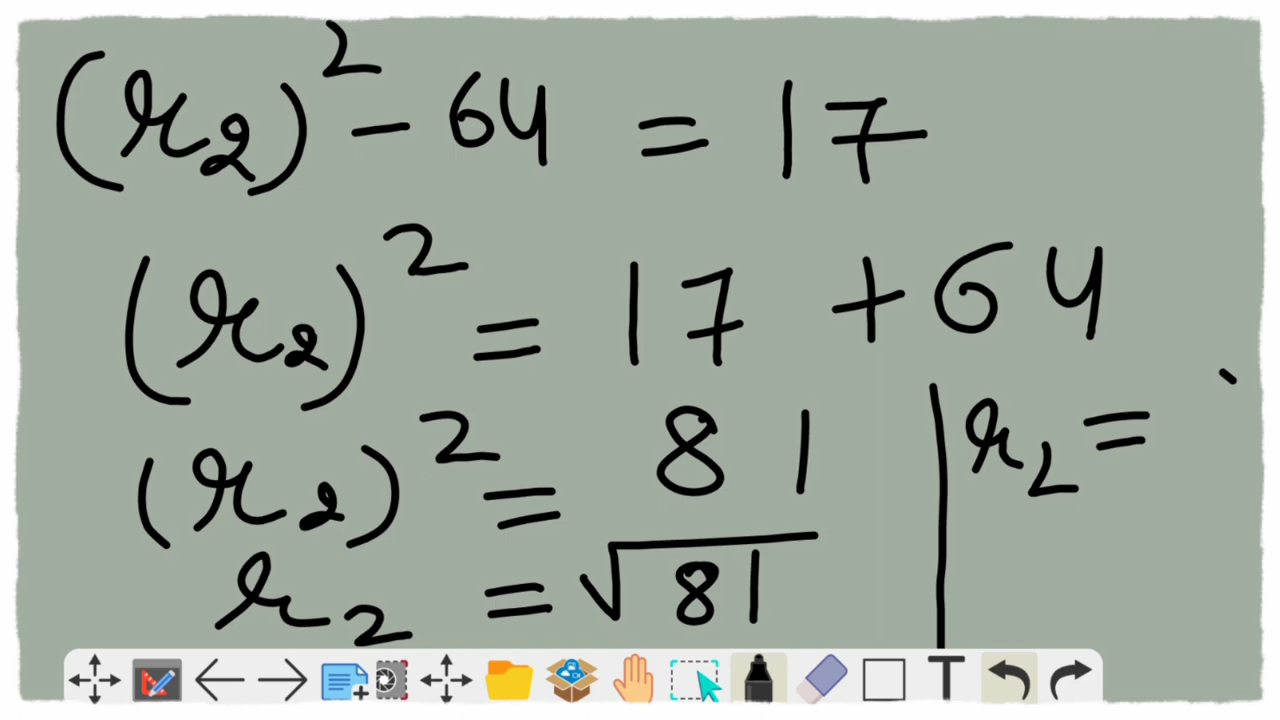 (r₂)² - 64 = 17
(r₂)² = 17 + 64
(r₂)² = 81
r₂ = √81
r₂ =
T